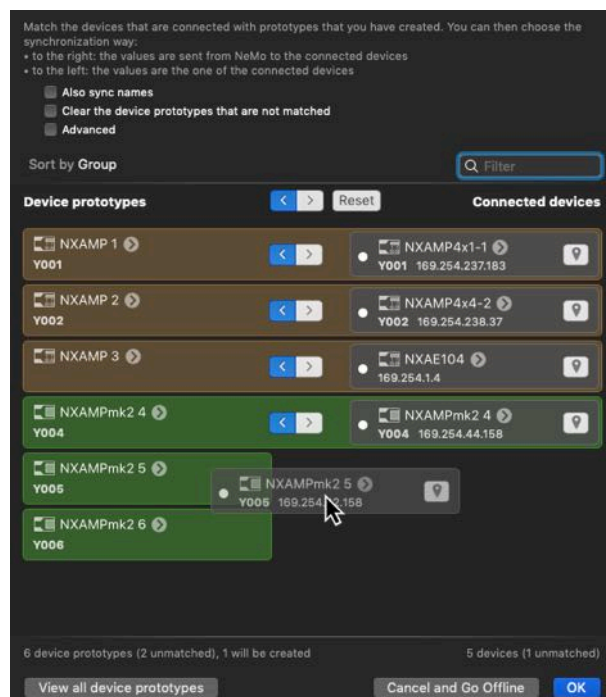 Match the devices that are connected with prototypes that you have created. You can then choose the
synchronization way:
• to the right: the values are sent from NeMo to the connected devices
• to the left: the values are the one of the connected devices
Also sync names
Clear the device prototypes that are not matched
Advanced
Sort by Group
Filter
Device prototypes
Reset
Connected devices
NXAMP 1
Y001
NXAMP4x1-1
Y001 169.254.237.183
NXAMP 2
Y002
NXAMP4x4-2
Y002 169.254.238.37
NXAMP 3
NXAE104
169.254.1.4
NXAMPmk2 4
Y004
NXAMPmk2 4
Y004 169.254.44.158
NXAMPmk2 5
Y005
NXAMPmk2 5
Y005
NXAMPmk2 6
Y006
6 device prototypes (2 unmatched), 1 will be created
5 devices (1 unmatched)
View all device prototypes
Cancel and Go Offline
OK